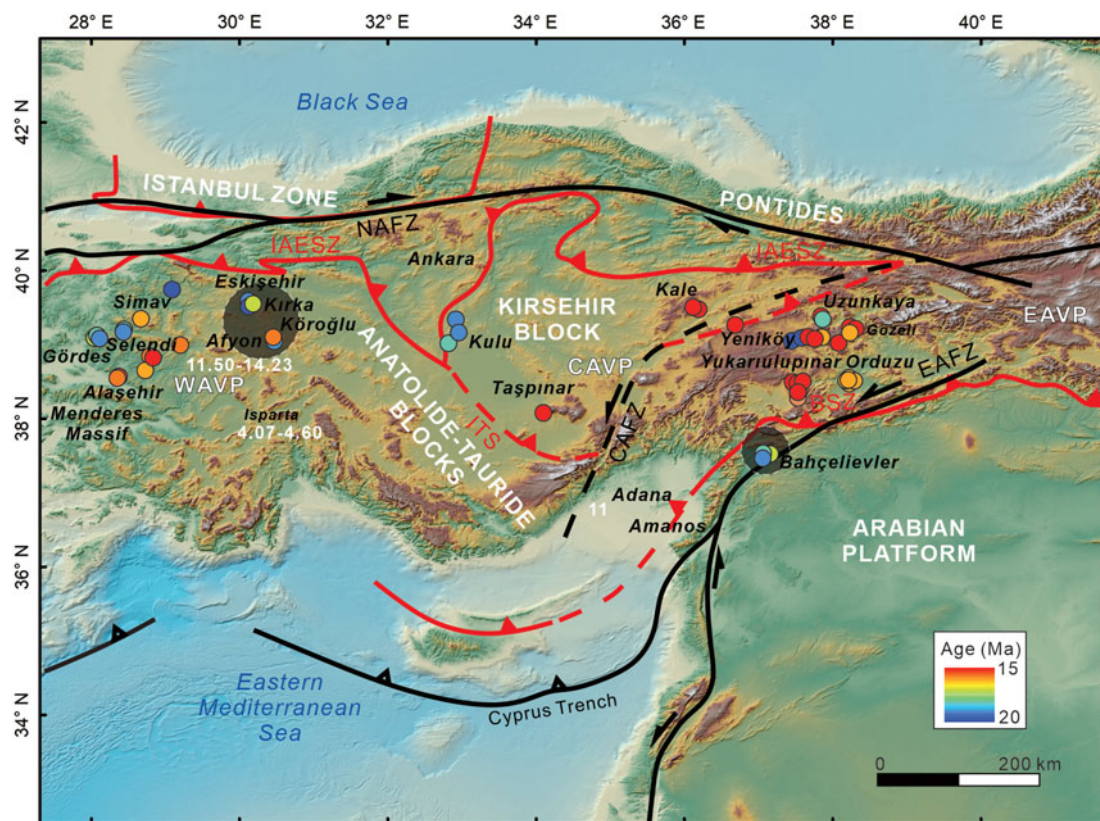 28° E
30° E
32° E
34° E
36° E
38° E
40° E
42° N
40° N
38° N
36° N
34° N
Black Sea
ISTANBUL ZONE
NAFZ
PONTIDES
IAESZ
IAESZ
Ankara
Eskişehir
Simav
Kırka
Köroğlu
Selendi
Afyon
Gördes
11.50-14.23
WAVP
Alaşehir
Menderes
Massif
Isparta
4.07-4.60
KIRSEHIR
BLOCK
Kulu
Taşpınar
ANATOLIDE-TAURIDE
BLOCKS
ITS
CAVP
CAFZ
Kale
Uzunkaya
Gözeli
Yeniköy
Yukarıulupınar
Orduzu
EAVP
EAFZ
BSZ
Bahçelievler
11
Adana
Amanos
ARABIAN
PLATFORM
Cyprus Trench
Eastern
Mediterranean
Sea
Age (Ma)
15
20
0
200 km